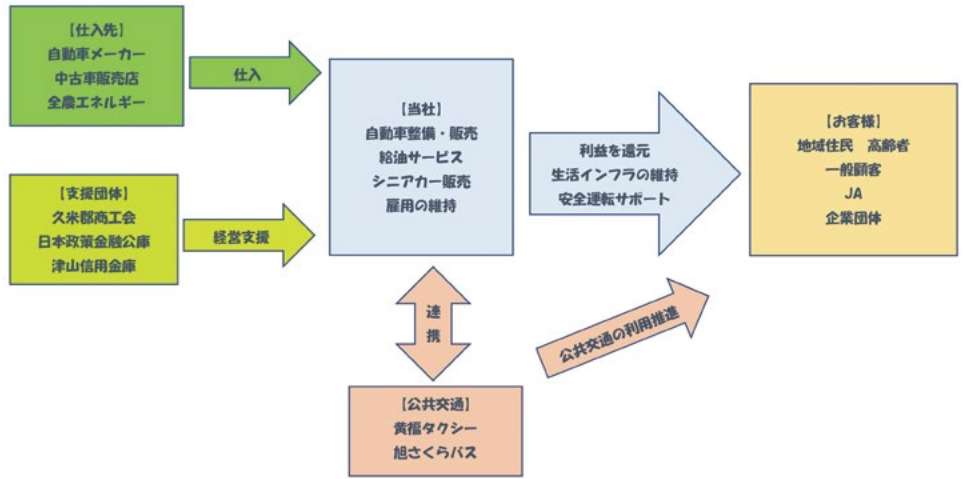 【仕入先】
自動車メーカー
中古車販売店
全農エネルギー
仕入
【支援団体】
久米郡商工会
日本政策金融公庫
津山信用金庫
経営支援
【当社】
自動車整備・販売
給油サービス
シニアカー販売
雇用の維持
利益を還元
生活インフラの維持
安全運転サポート
【お客様】
地域住民　高齢者
一般顧客
JA
企業団体
連
携
公共交通の利用推進
【公共交通】
黄福タクシー
旭さくらバス